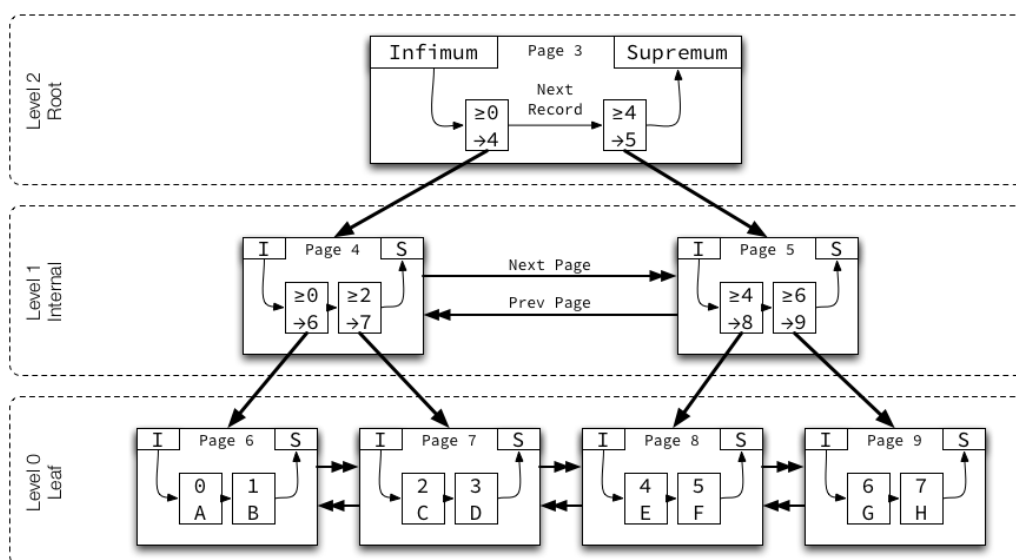 Level 2
Root
Infimum
Page 3
Supremum
Next
Record
≥0
→4
≥4
→5
Level 1
Internal
I
Page 4
S
≥0
→6
≥2
→7
Next Page
Prev Page
I
Page 5
S
≥4
→8
≥6
→9
Level 0
Leaf
I
Page 6
S
0
A
1
B
I
Page 7
S
2
C
3
D
I
Page 8
S
4
E
5
F
I
Page 9
S
6
G
7
H